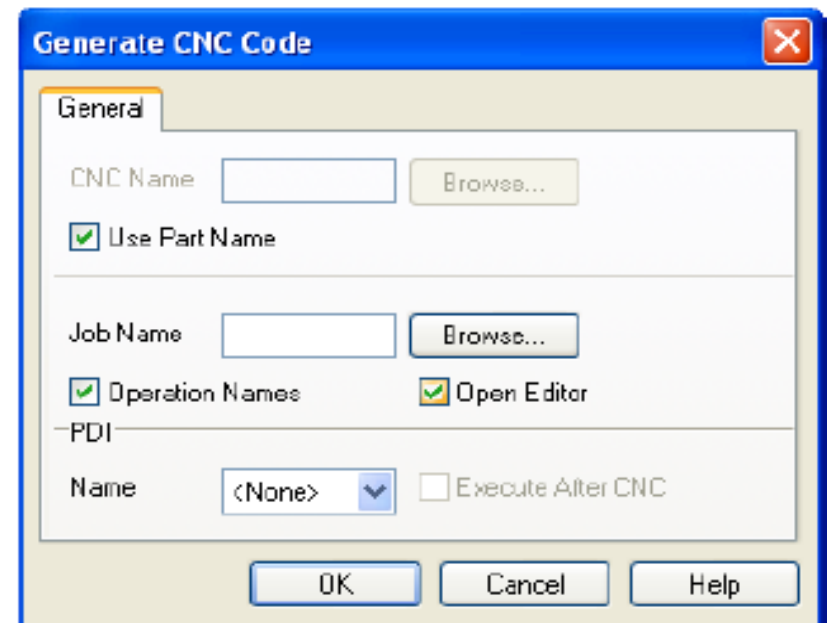 Generate CNC Code
General
CNC Name Browse...
Use Part Name
Job Name Browse...
Operation Names Open Editor
PDI
Name <None> Execute After CNC
OK Cancel Help